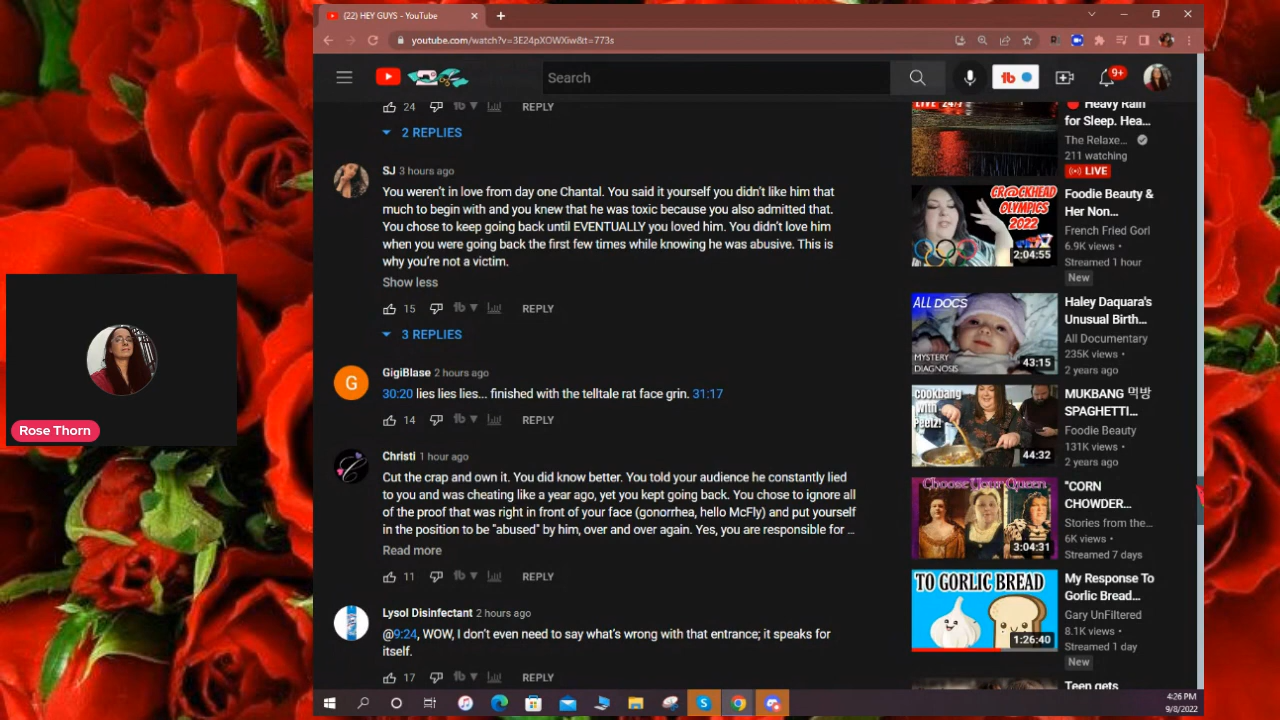 (22) HEY GUYS - YouTube
youtube.com/watch?v=3E24pXOWXiw&t=773s
Search
9+
24
REPLY
2 REPLIES
SJ 3 hours ago
You weren't in love from day one Chantal. You said it yourself you didn't like him that
much to begin with and you knew that he was toxic because you also admitted that.
You chose to keep going back until EVENTUALLY you loved him. You didn't love him
when you were going back the first few times while knowing he was abusive. This is
why you're not a victim.
Show less
15
REPLY
3 REPLIES
G
GigiBlase 2 hours ago
30:20 lies lies lies... finished with the telltale rat face grin. 31:17
14
REPLY
Christi 1 hour ago
Cut the crap and own it. You did know better. You told your audience he constantly lied
to you and was cheating like a year ago, yet you kept going back. You chose to ignore all
of the proof that was right in front of your face (gonorrhea, hello McFly) and put yourself
in the position to be "abused" by him, over and over again. Yes, you are responsible for ...
Read more
11
REPLY
Lysol Disinfectant 2 hours ago
@9:24, WOW, I don't even need to say what's wrong with that entrance; it speaks for
itself.
17
REPLY
LIVE 24/7
Heavy Rain
for Sleep. Hea...
The Relaxe...
211 watching
LIVE
CR@CKHEAD
OLYMPICS
2022
2:04:55
Foodie Beauty &
Her Non...
French Fried Gorl
6.9K views •
Streamed 1 hour
New
ALL DOCS
MYSTERY
DIAGNOSIS
43:15
Haley Daquara's
Unusual Birth...
All Documentary
235K views •
2 years ago
Cookbang
with
Peetz!
44:32
MUKBANG 먹방
SPAGHETTI...
Foodie Beauty
131K views •
2 years ago
Choose Your Queen
3:04:31
"CORN
CHOWDER...
Stories from the...
6K views •
Streamed 7 days
TO GORLIC BREAD
1:26:40
My Response To
Gorlic Bread...
Gary UnFiltered
8.1K views •
Streamed 1 day
New
Teen gets
Rose Thorn
4:26 PM
9/8/2022